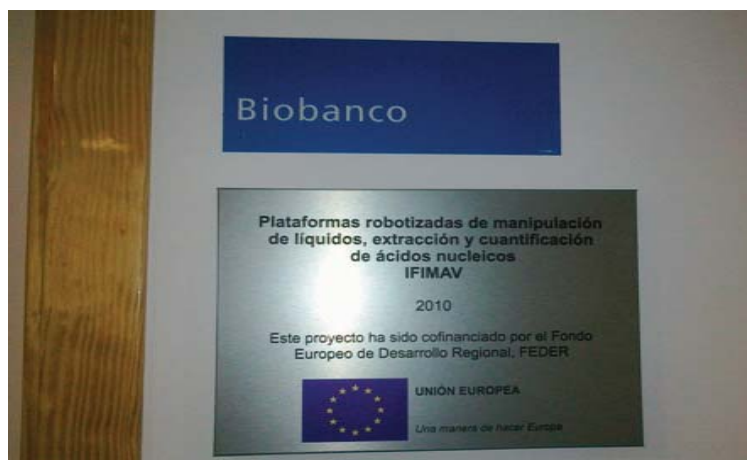 Biobanco
Plataformas robotizadas de manipulación
de líquidos, extracción y cuantificación
de ácidos nucleicos
IFIMAV
2010
Este proyecto ha sido cofinanciado por el Fondo
Europeo de Desarrollo Regional, FEDER
UNIÓN EUROPEA
Una manera de hacer Europa